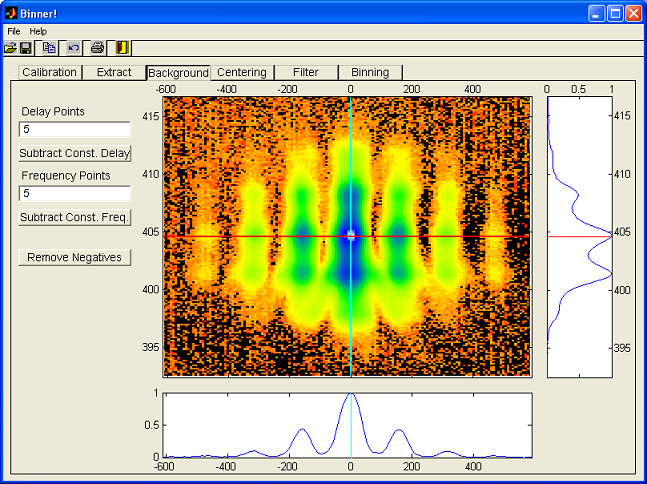 Binner!
File Help
Calibration Extract Background Centering Filter Binning
-600 -400 -200 0 200 400
0 0.5 1
Delay Points
5
Subtract Const. Delay
Frequency Points
5
Subtract Const. Freq.
Remove Negatives
415
410
405
400
395
415
410
405
400
395
1
0.5
0
-600 -400 -200 0 200 400